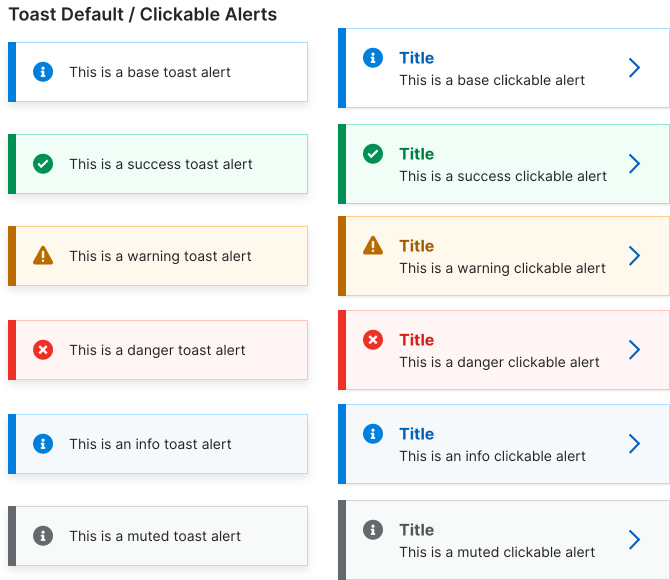 Toast Default / Clickable Alerts
This is a base toast alert
Title
This is a base clickable alert
This is a success toast alert
Title
This is a success clickable alert
This is a warning toast alert
Title
This is a warning clickable alert
This is a danger toast alert
Title
This is a danger clickable alert
This is an info toast alert
Title
This is an info clickable alert
This is a muted toast alert
Title
This is a muted clickable alert